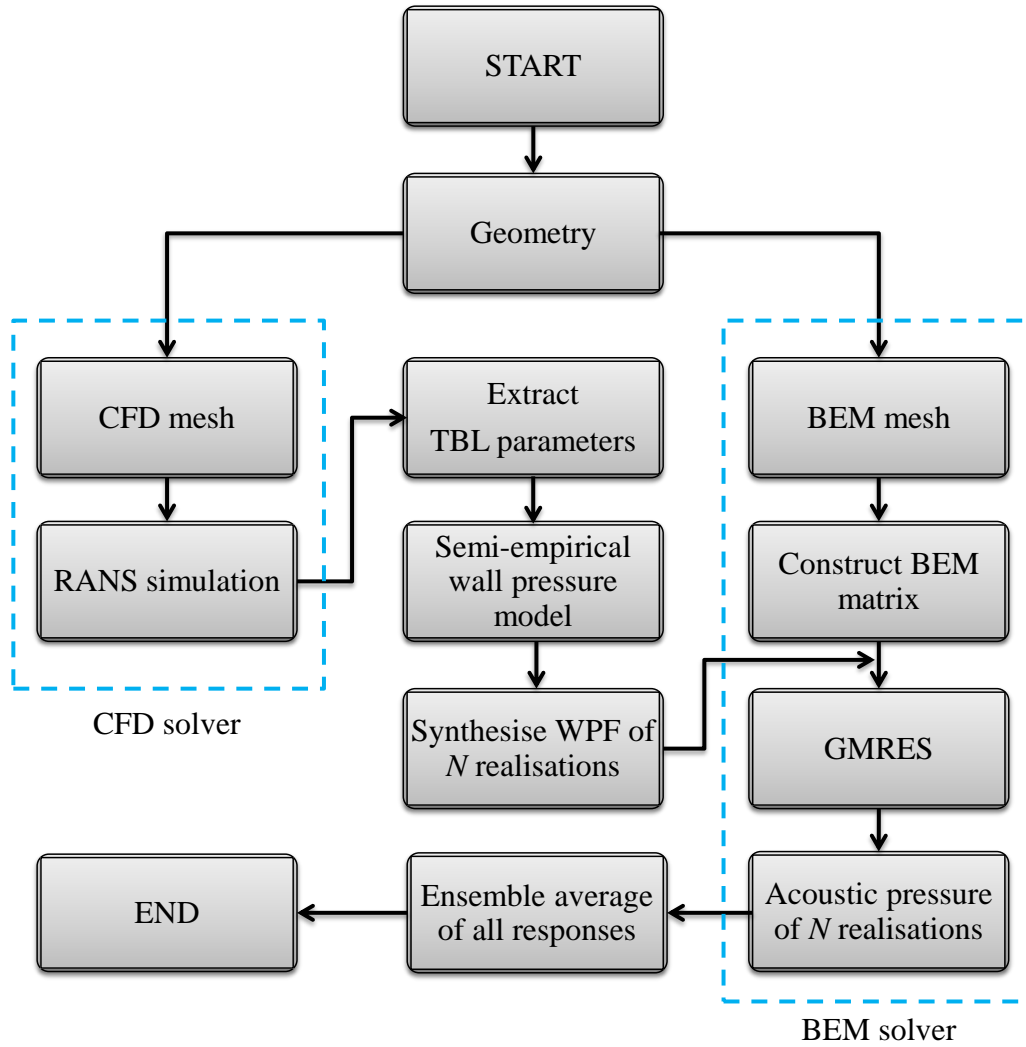 START
Geometry
CFD mesh
Extract
TBL parameters
BEM mesh
RANS simulation
Semi-empirical
wall pressure
model
Construct BEM
matrix
CFD solver
Synthesise WPF of
N realisations
GMRES
END
Ensemble average
of all responses
Acoustic pressure
of N realisations
BEM solver